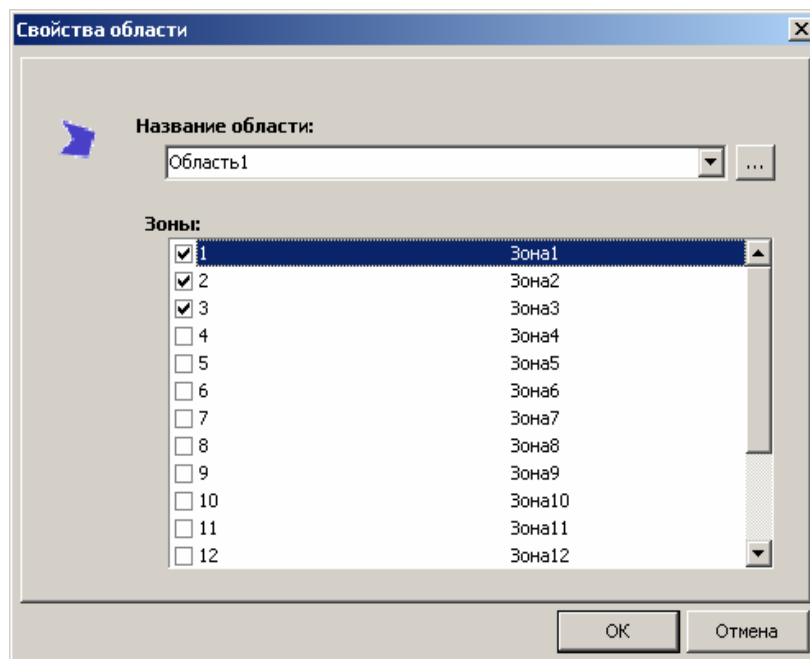 Свойства области
Название области:
Область1
...
Зоны:
1 Зона1
2 Зона2
3 Зона3
4 Зона4
5 Зона5
6 Зона6
7 Зона7
8 Зона8
9 Зона9
10 Зона10
11 Зона11
12 Зона12
OK Отмена